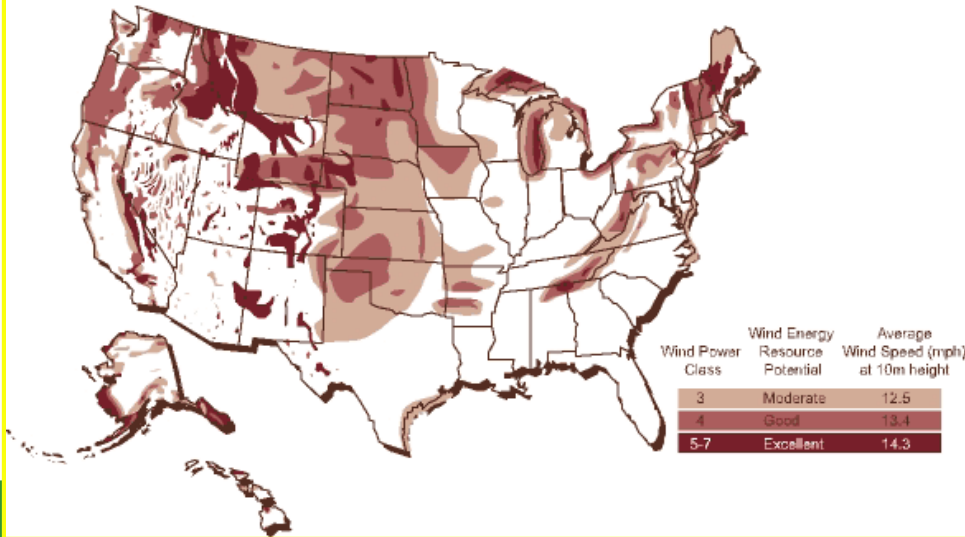 Wind Power Class
Wind Energy Resource Potential
Average Wind Speed (mph) at 10m height
3 Moderate 12.5
4 Good 13.4
5-7 Excellent 14.3